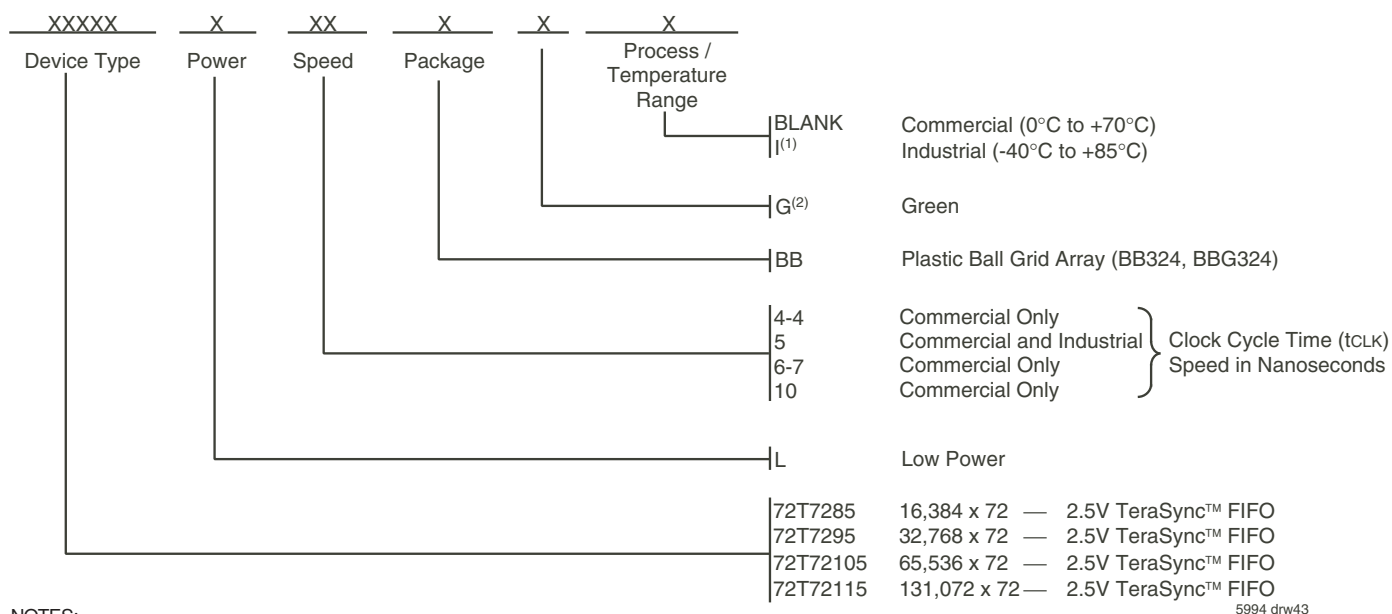 XXXXX X XX X X X
Device Type Power Speed Package Process /
Temperature
Range
BLANK Commercial (0°C to +70°C)
I(1) Industrial (-40°C to +85°C)
G(2) Green
BB Plastic Ball Grid Array (BB324, BBG324)
4-4 Commercial Only
5 Commercial and Industrial Clock Cycle Time (tCLK)
6-7 Commercial Only Speed in Nanoseconds
10 Commercial Only
L Low Power
72T7285 16,384 x 72 — 2.5V TeraSync™ FIFO
72T7295 32,768 x 72 — 2.5V TeraSync™ FIFO
72T72105 65,536 x 72 — 2.5V TeraSync™ FIFO
72T72115 131,072 x 72 — 2.5V TeraSync™ FIFO
NOTES: 5994 drw43